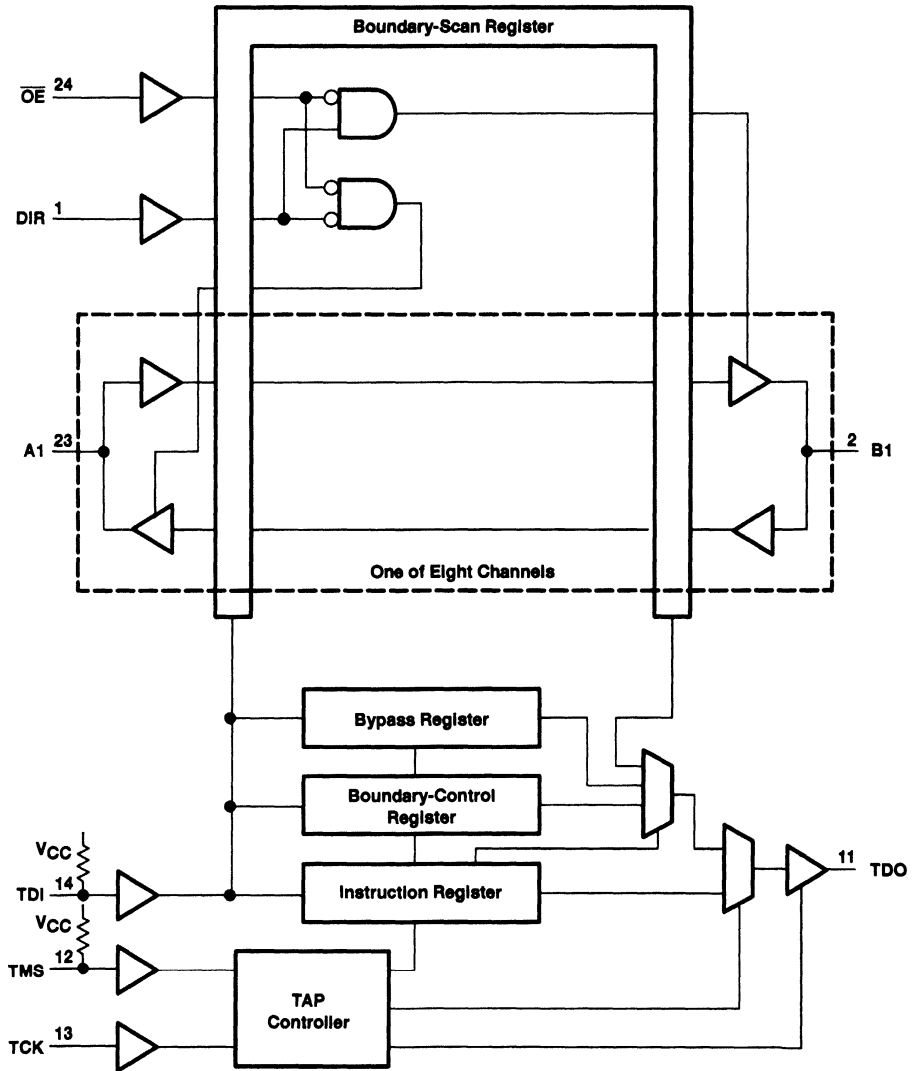 Boundary-Scan Register
24
OE
1
DIR
23
A1
2
B1
One of Eight Channels
Bypass Register
Boundary-Control
Register
VCC
14
TDI
Instruction Register
11
TDO
VCC
12
TMS
TAP
Controller
13
TCK